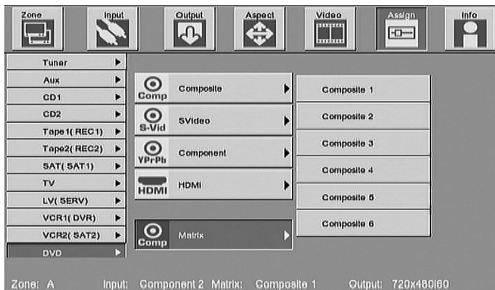 Zone Input Output Aspect Video Assign Info
Tuner
Aux
CD1
CD2
Tape1( REC1)
Tape2( REC2)
SAT( SAT1)
TV
LV( SERV)
VCR1( DVR)
VCR2( SAT2)
DVD
Comp Composite
S-Vid SVideo
YPrPb Component
HDMI HDMI
Comp Matrix
Composite 1
Composite 2
Composite 3
Composite 4
Composite 5
Composite 6
Zone: A Input: Component 2 Matrix: Composite 1 Output: 720x480i60